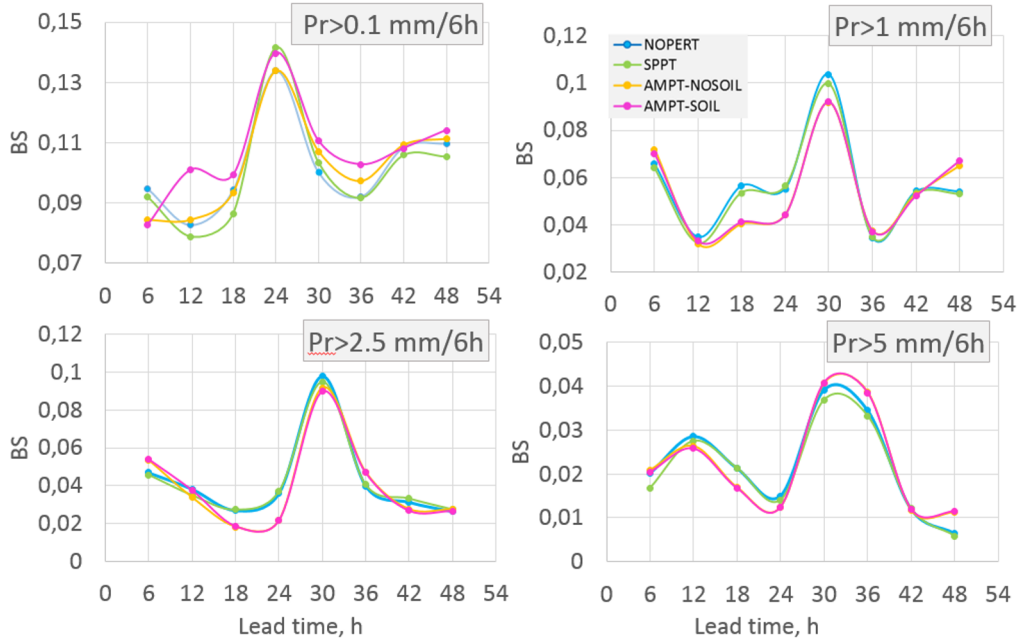 Pr>0.1 mm/6h
0,15
0,13
0,11
0,09
0,07
BS
0 6 12 18 24 30 36 42 48 54
Pr>1 mm/6h
NOPERT
SPPT
AMPT-NOSOIL
AMPT-SOIL
0,12
0,1
0,08
0,06
0,04
0,02
BS
0 6 12 18 24 30 36 42 48 54
Pr>2.5 mm/6h
0,12
0,1
0,08
0,06
0,04
0,02
0
BS
0 6 12 18 24 30 36 42 48 54
Lead time, h
Pr>5 mm/6h
0,05
0,04
0,03
0,02
0,01
0
BS
0 6 12 18 24 30 36 42 48 54
Lead time, h